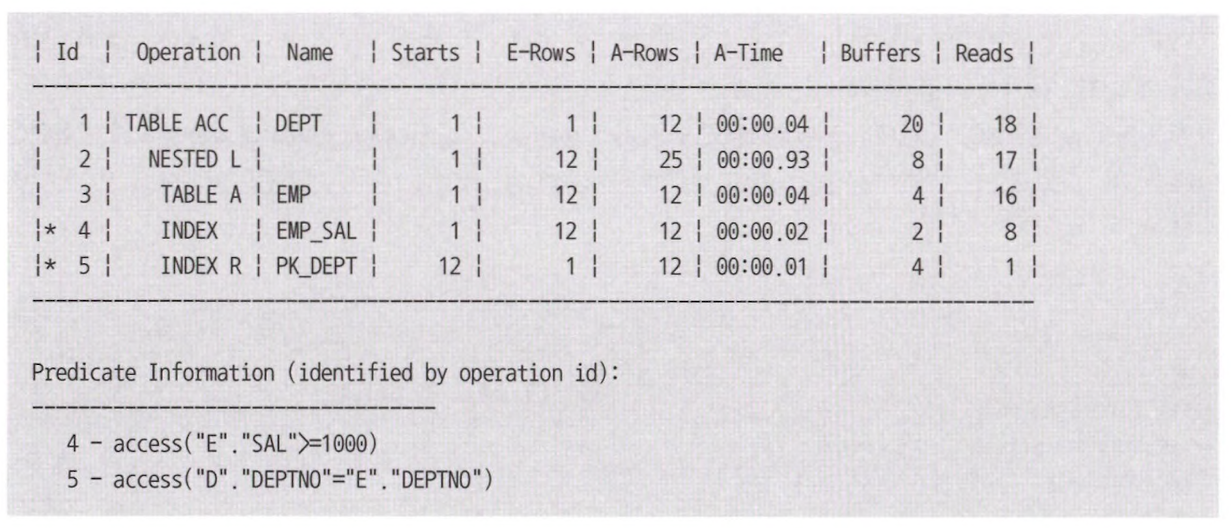 | Id | Operation | Name | Starts | E-Rows | A-Rows | A-Time | Buffers | Reads |
| 1 | TABLE ACC | DEPT | 1 | 1 | 12 | 00:00.04 | 20 | 18 |
| 2 | NESTED L | | 1 | 12 | 25 | 00:00.93 | 8 | 17 |
| 3 | TABLE A | EMP | 1 | 12 | 12 | 00:00.04 | 4 | 16 |
|* 4 | INDEX | EMP_SAL | 1 | 12 | 12 | 00:00.02 | 2 | 8 |
|* 5 | INDEX R | PK_DEPT | 12 | 1 | 12 | 00:00.01 | 4 | 1 |
Predicate Information (identified by operation id):
4 - access("E"."SAL">=1000)
5 - access("D"."DEPTNO"="E"."DEPTNO")